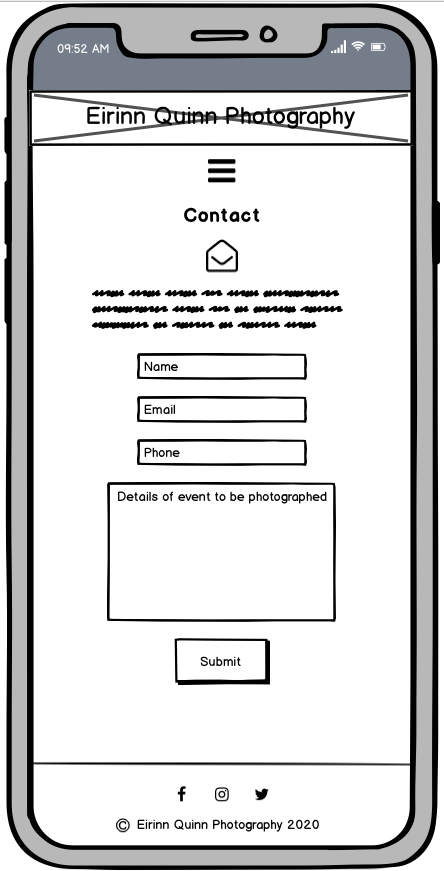 09:52 AM
Eirinn Quinn Photography
Contact
Name
Email
Phone
Details of event to be photographed
Submit
© Eirinn Quinn Photography 2020